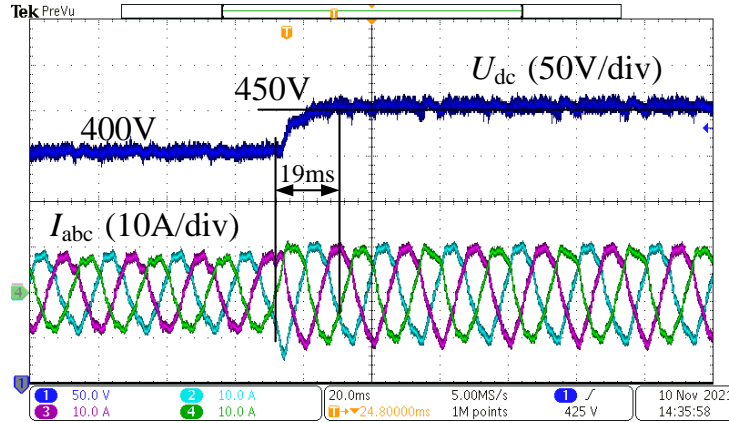 Tek PreVu
T
T
U_dc (50V/div)
450V
400V
19ms
I_abc (10A/div)
4
1
1 50.0 V 2 10.0 A 20.0ms 5.00MS/s 1 10 Nov 2021
3 10.0 A 4 10.0 A T→▼24.80000ms 1M points 425 V 14:35:58